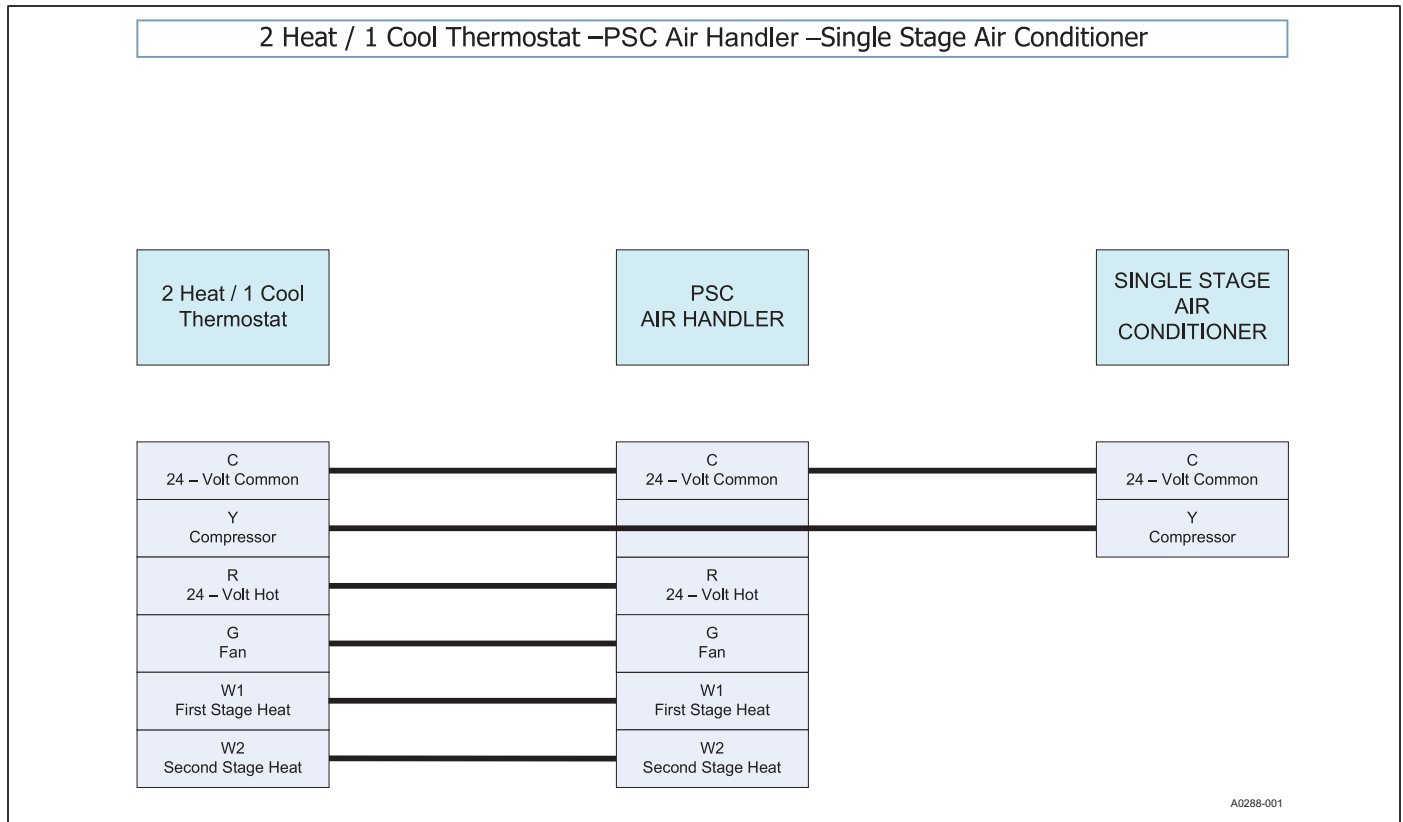 2 Heat / 1 Cool Thermostat –PSC Air Handler –Single Stage Air Conditioner
2 Heat / 1 Cool
Thermostat
PSC
AIR HANDLER
SINGLE STAGE
AIR
CONDITIONER
C
24 – Volt Common
Y
Compressor
R
24 – Volt Hot
G
Fan
W1
First Stage Heat
W2
Second Stage Heat
C
24 – Volt Common
R
24 – Volt Hot
G
Fan
W1
First Stage Heat
W2
Second Stage Heat
C
24 – Volt Common
Y
Compressor
A0288-001